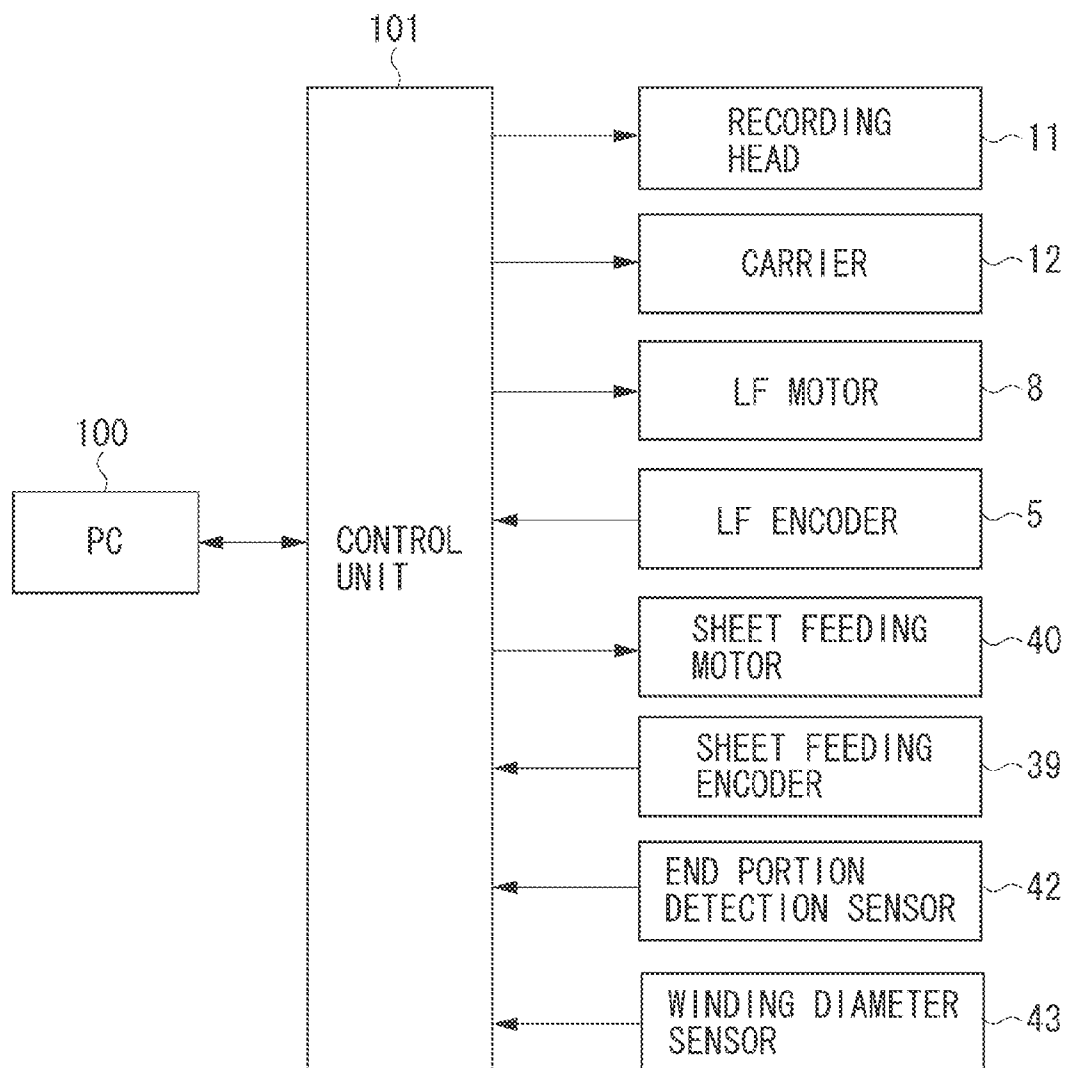 101
RECORDING
HEAD
11
CARRIER
12
LF MOTOR
8
100
PC
CONTROL
UNIT
LF ENCODER
5
SHEET FEEDING
MOTOR
40
SHEET FEEDING
ENCODER
39
END PORTION
DETECTION SENSOR
42
WINDING DIAMETER
SENSOR
43